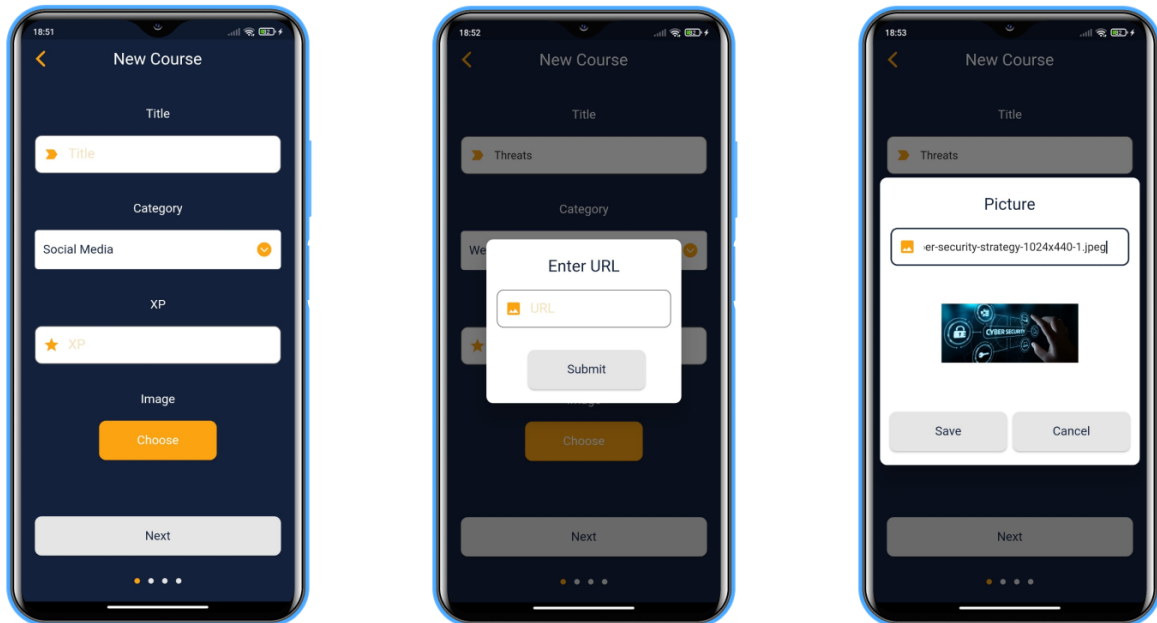 18:51
New Course
Title
Title
Category
Social Media
XP
XP
Image
Choose
Next
18:52
New Course
Title
Threats
Category
We
Enter URL
URL
Submit
Choose
Next
18:53
New Course
Title
Threats
Picture
er-security-strategy-1024x440-1.jpeg
CYBER SECURITY
Save
Cancel
Next